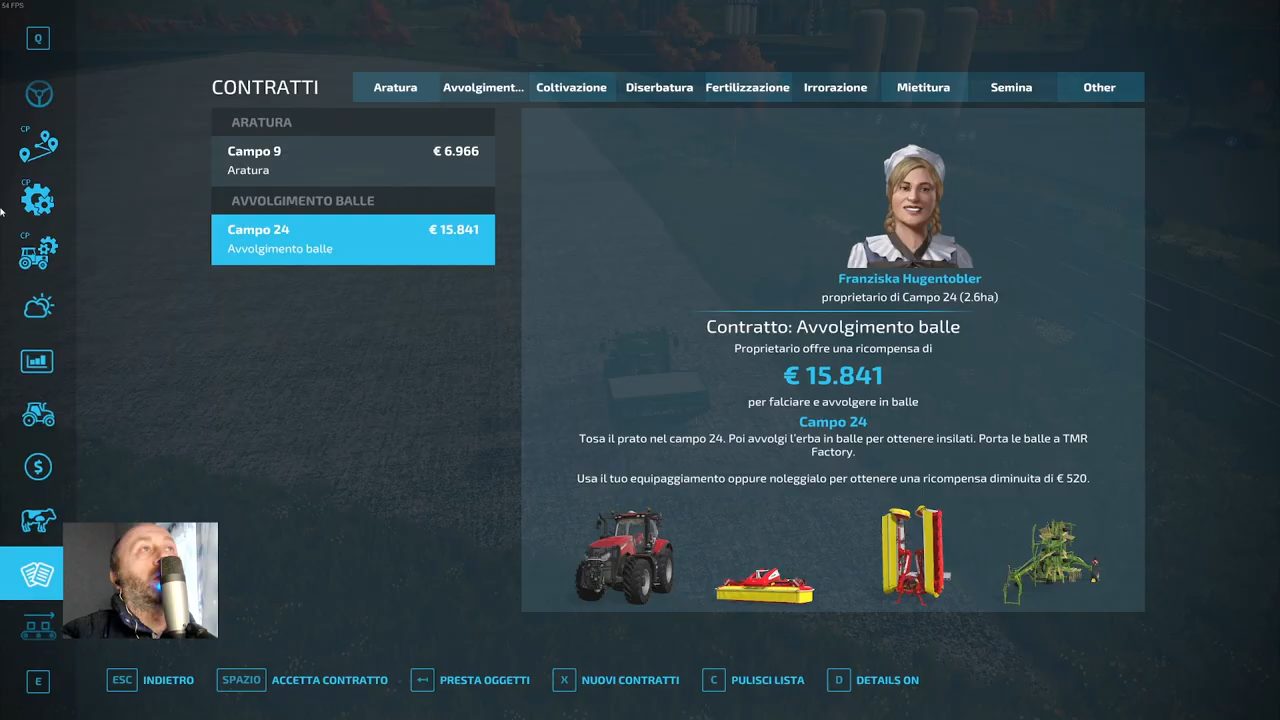 54 FPS
Q
CONTRATTI
Aratura
Avvolgiment...
Coltivazione
Diserbatura
Fertilizzazione
Irrorazione
Mietitura
Semina
Other
ARATURA
Campo 9 € 6.966
Aratura
AVVOLGIMENTO BALLE
Campo 24 € 15.841
Avvolgimento balle
CP
CP
CP
Franziska Hugentobler
proprietario di Campo 24 (2.6ha)
Contratto: Avvolgimento balle
Proprietario offre una ricompensa di
€ 15.841
per falciare e avvolgere in balle
Campo 24
Tosa il prato nel campo 24. Poi avvolgi l'erba in balle per ottenere insilati. Porta le balle a TMR
Factory.
Usa il tuo equipaggiamento oppure noleggialo per ottenere una ricompensa diminuita di € 520.
E
ESC INDIETRO
SPAZIO ACCETTA CONTRATTO
PRESTA OGGETTI
X NUOVI CONTRATTI
C PULISCI LISTA
D DETAILS ON